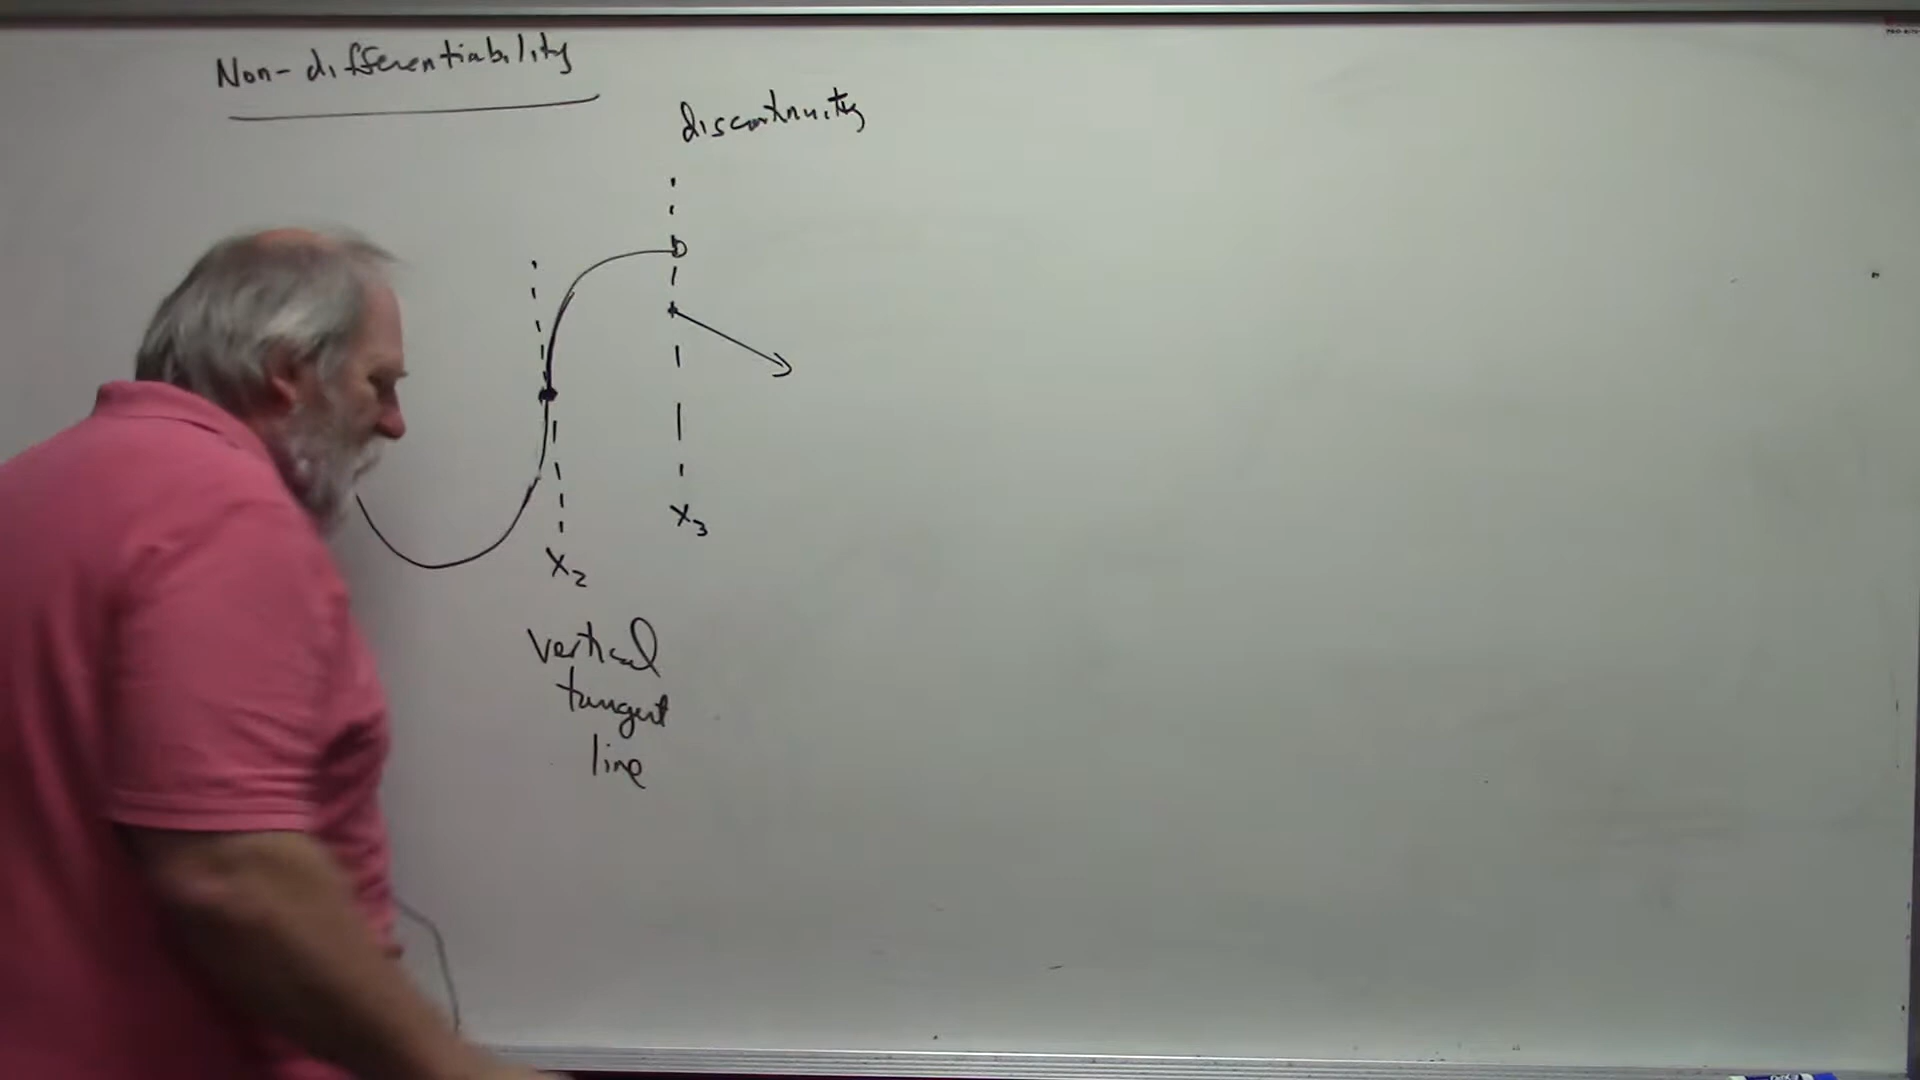 Non-differentiability
discontinuity
x3
x2
vertical
tangent
line